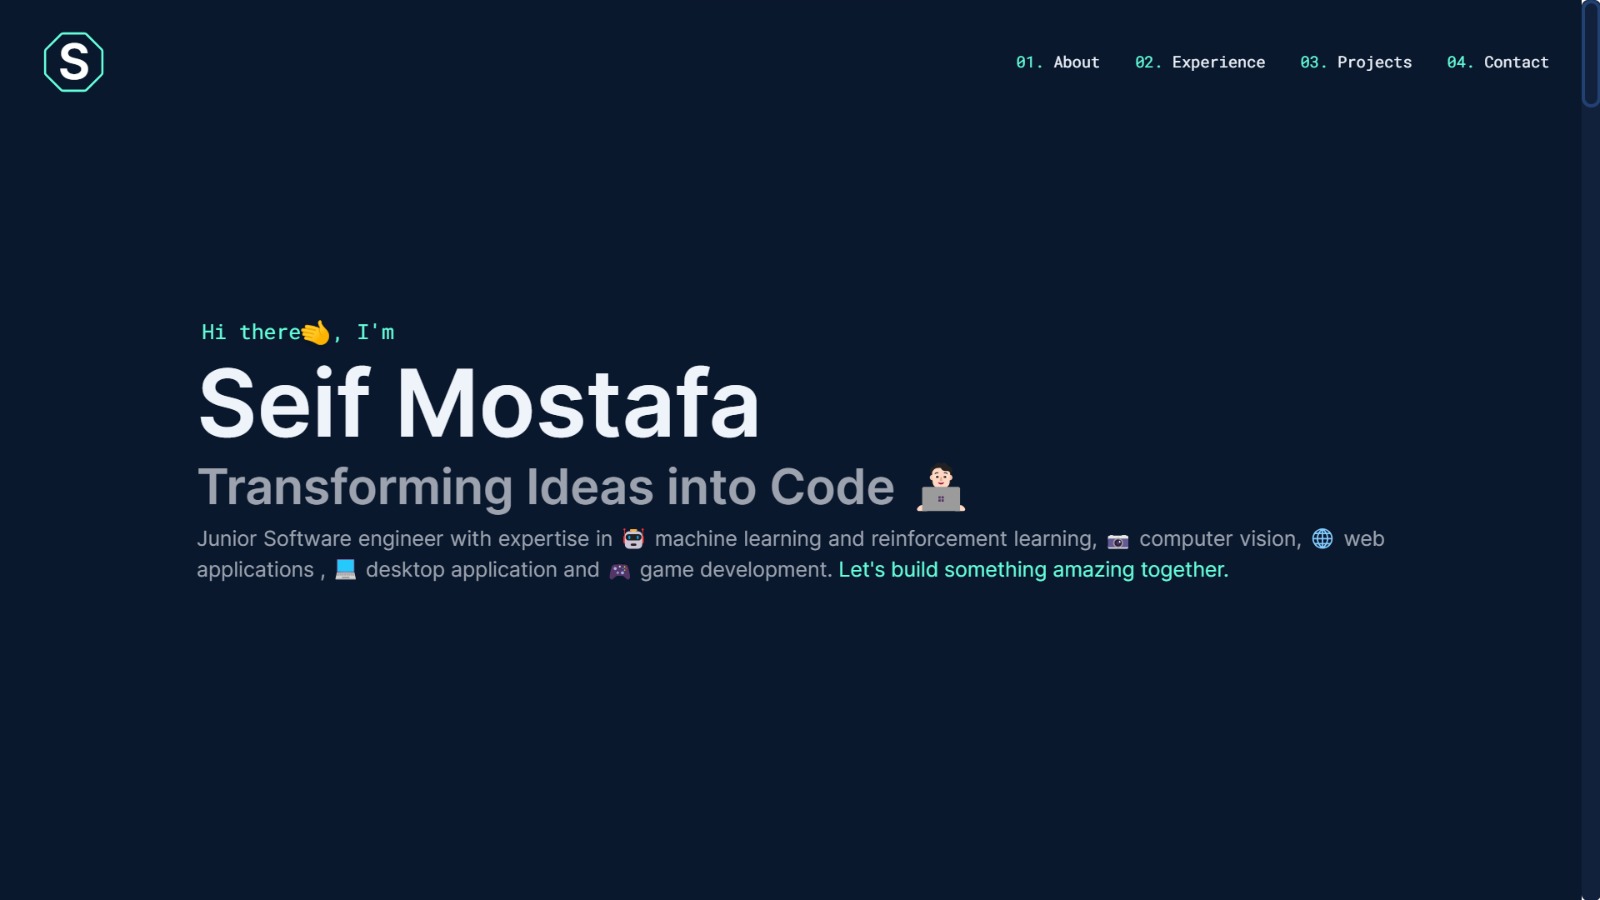 S
01. About 02. Experience 03. Projects 04. Contact
Hi there👋, I'm
Seif Mostafa
Transforming Ideas into Code 👨🏻‍💻
Junior Software engineer with expertise in 🤖 machine learning and reinforcement learning, 📷 computer vision, 🌐 web
applications , 💻 desktop application and 🎮 game development. Let's build something amazing together.